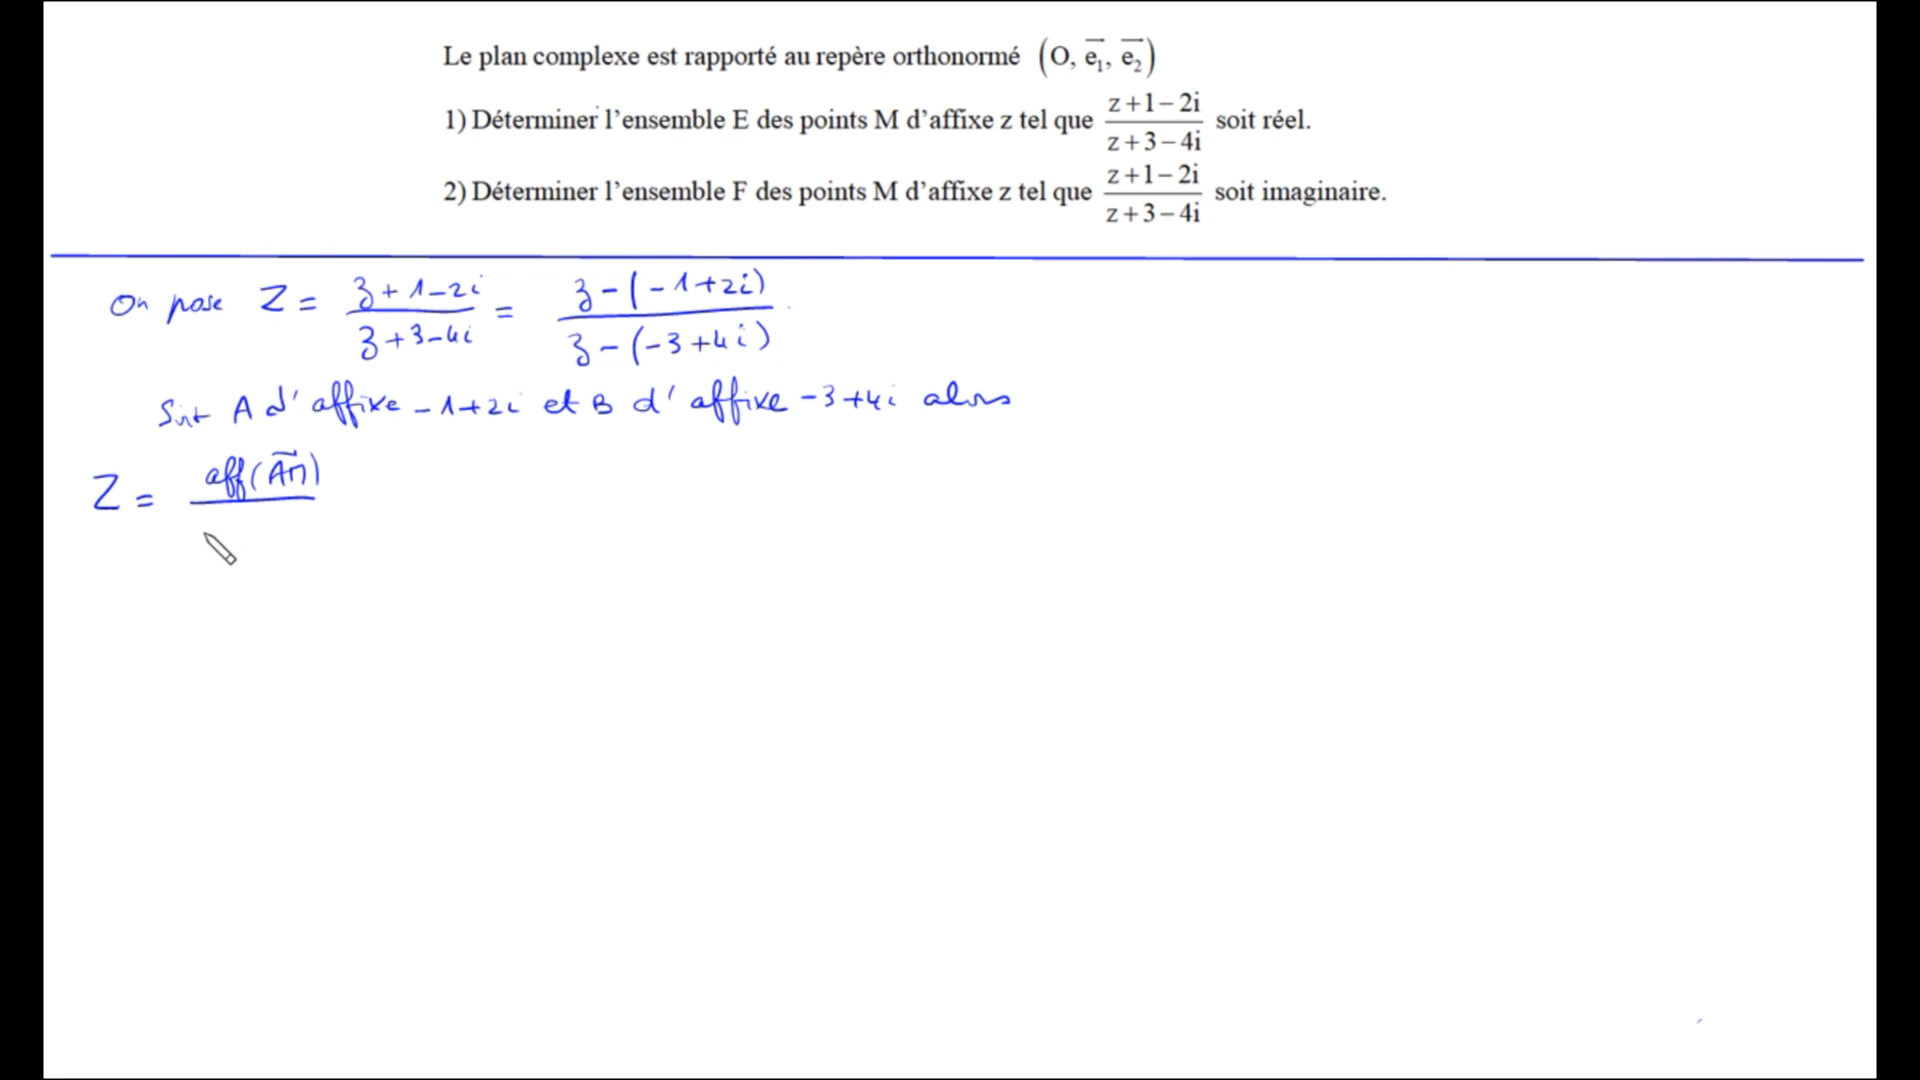 Le plan complexe est rapporté au repère orthonormé (O, e₁⃗, e₂⃗)
1) Déterminer l’ensemble E des points M d’affixe z tel que (z+1−2i)/(z+3−4i) soit réel.
2) Déterminer l’ensemble F des points M d’affixe z tel que (z+1−2i)/(z+3−4i) soit imaginaire.
On pose Z = (z+1−2i)/(z+3−4i) = (z−(−1+2i))/(z−(−3+4i))
Soit A d'affixe −1+2i et B d'affixe −3+4i alors
Z = aff(AM⃗)